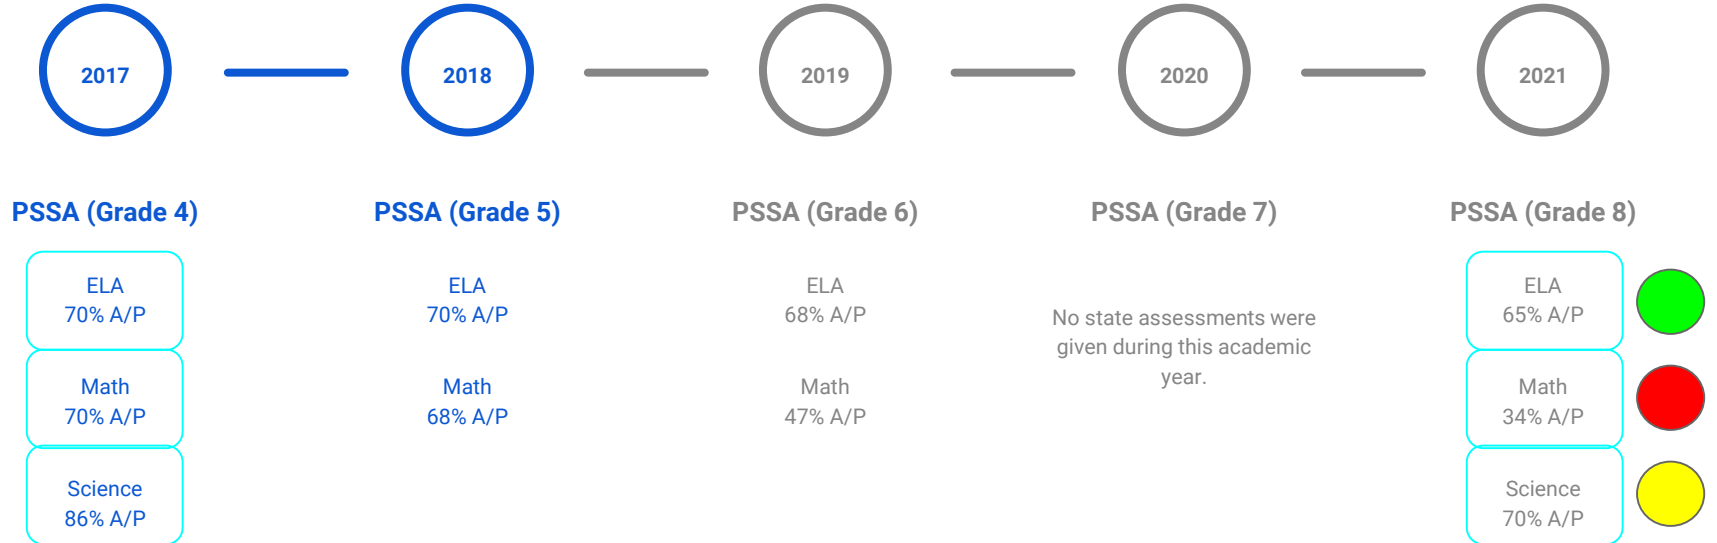 2017
2018
2019
2020
2021
PSSA (Grade 4)
PSSA (Grade 5)
PSSA (Grade 6)
PSSA (Grade 7)
PSSA (Grade 8)
ELA
70% A/P
Math
70% A/P
Science
86% A/P
ELA
70% A/P
Math
68% A/P
ELA
68% A/P
Math
47% A/P
No state assessments were
given during this academic
year.
ELA
65% A/P
Math
34% A/P
Science
70% A/P